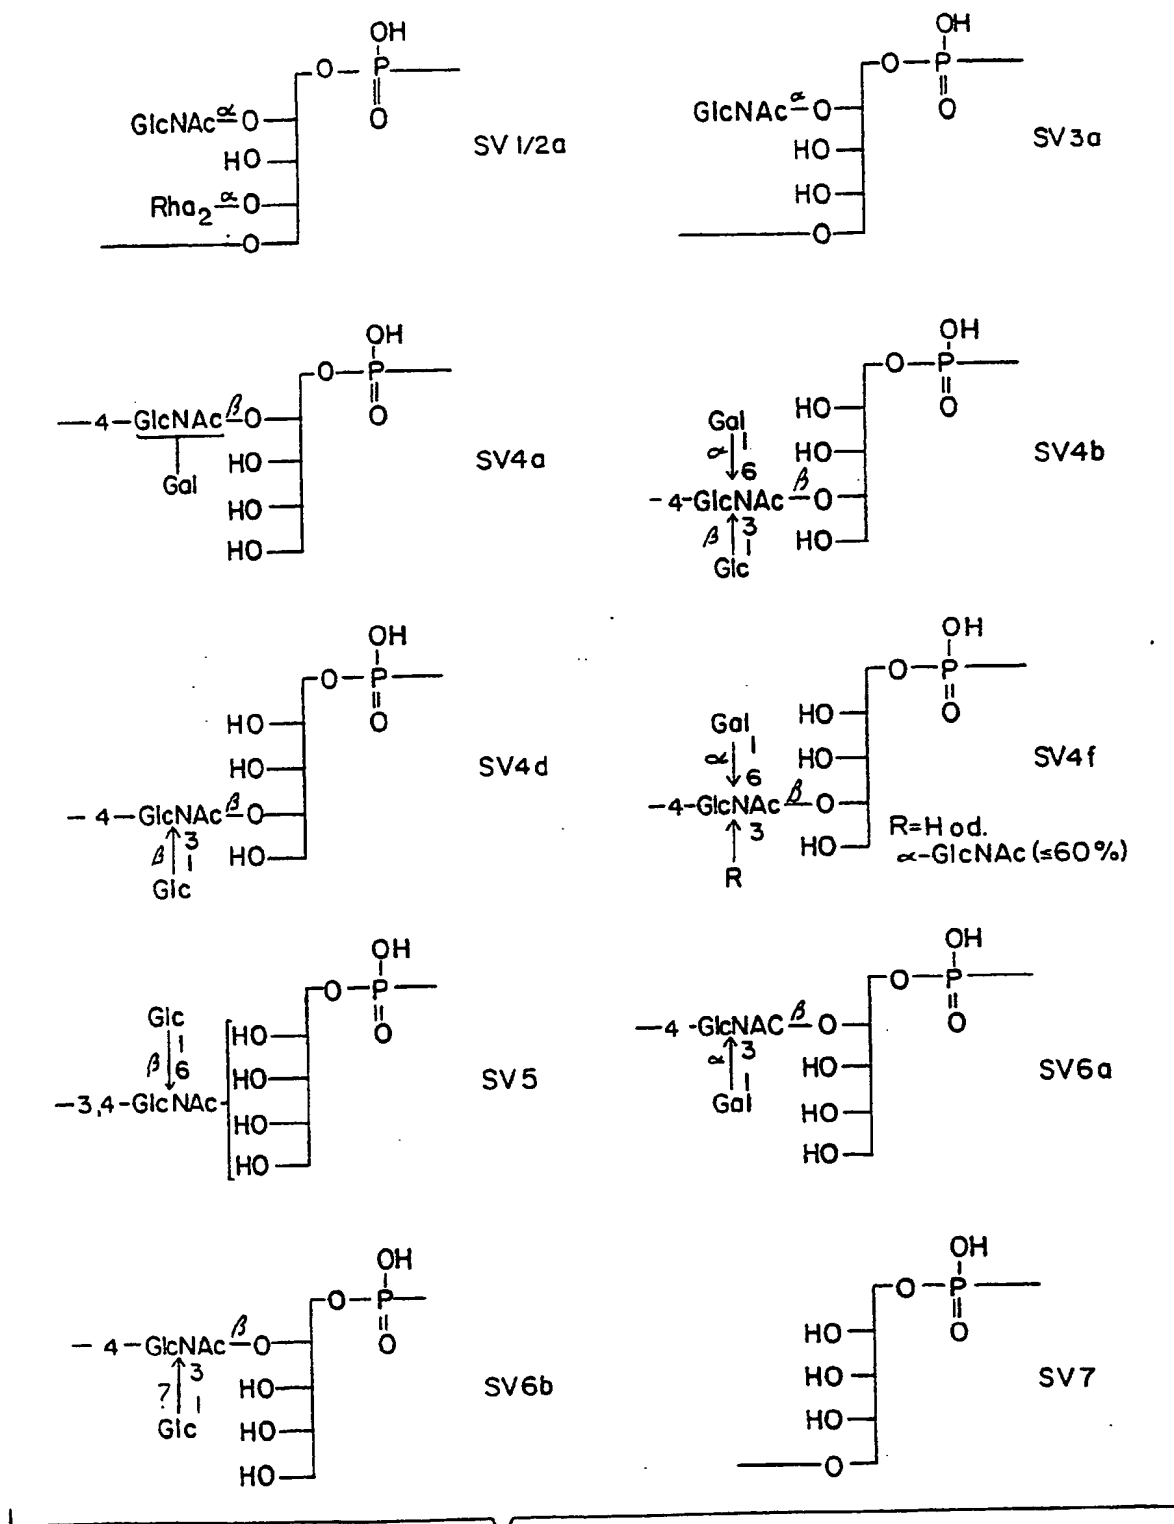 OH
O—P
GlcNAc α O
O
HO
Rha2 α O
O
SV 1/2a
OH
O—P
GlcNAc α O
O
HO
HO
O
SV3a
OH
O—P
—4—GlcNAc β O
O
HO
Gal
HO
HO
SV4a
OH
O—P
HO
O
Gal
1
HO
α
6
-4-GlcNAc β O
β
3
1
HO
Glc
SV4b
OH
O—P
HO
O
HO
-4-GlcNAc β O
β
3
1
HO
Glc
SV4d
OH
O—P
HO
O
Gal
1
HO
α
6
-4-GlcNAc β O
3
HO
R
SV4f
R=H od.
α-GlcNAc (≤60%)
OH
O—P
Glc
HO
O
1
β
6
HO
-3,4-GlcNAc
HO
HO
SV5
OH
O—P
—4-GlcNAC β O
O
α
3
1
HO
Gal
HO
HO
SV6a
OH
O—P
-4-GlcNAc β O
O
?
3
1
HO
Glc
HO
HO
SV6b
OH
O—P
HO
O
HO
HO
O
SV7